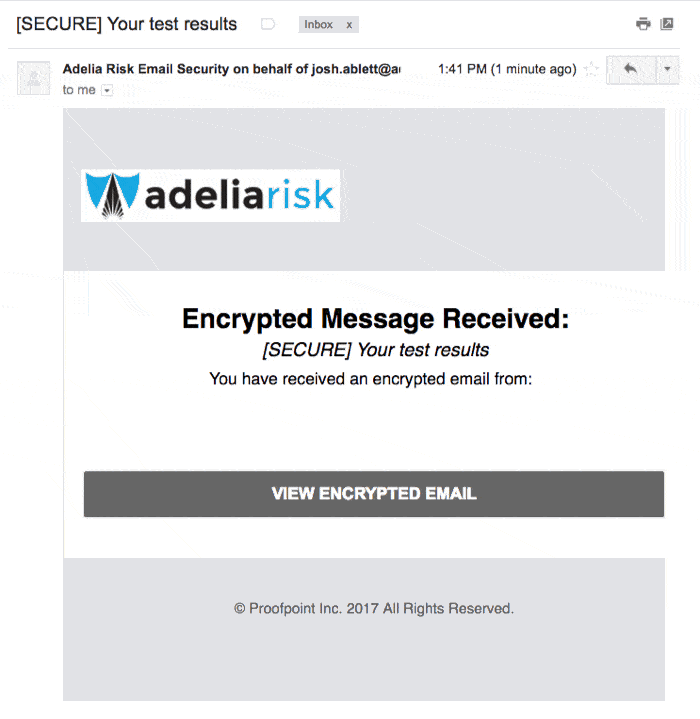 [SECURE] Your test results Inbox x
Adelia Risk Email Security on behalf of josh.ablett@a 1:41 PM (1 minute ago)
to me
adeliarisk
Encrypted Message Received:
[SECURE] Your test results
You have received an encrypted email from:
VIEW ENCRYPTED EMAIL
© Proofpoint Inc. 2017 All Rights Reserved.